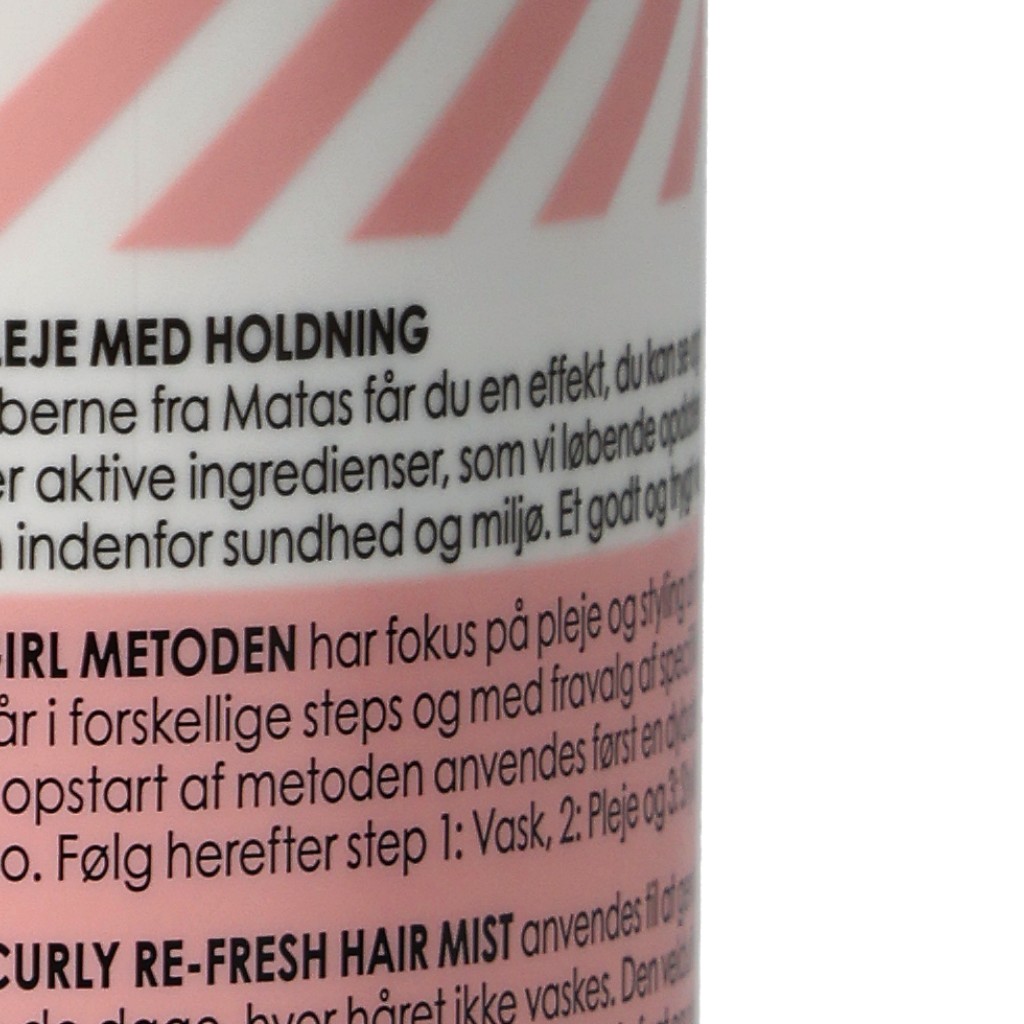 LEJE MED HOLDNING
berne fra Matas får du en effekt, du kan se og
er aktive ingredienser, som vi løbende
indenfor sundhed og miljø. Et godt og
GIRL METODEN har fokus på pleje og styling
år i forskellige steps og med fravalg af
opstart af metoden anvendes først en
o. Følg herefter step 1: Vask, 2: Pleje og 3:
CURLY RE-FRESH HAIR MIST anvendes til at
hvor håret ikke vaskes. Den